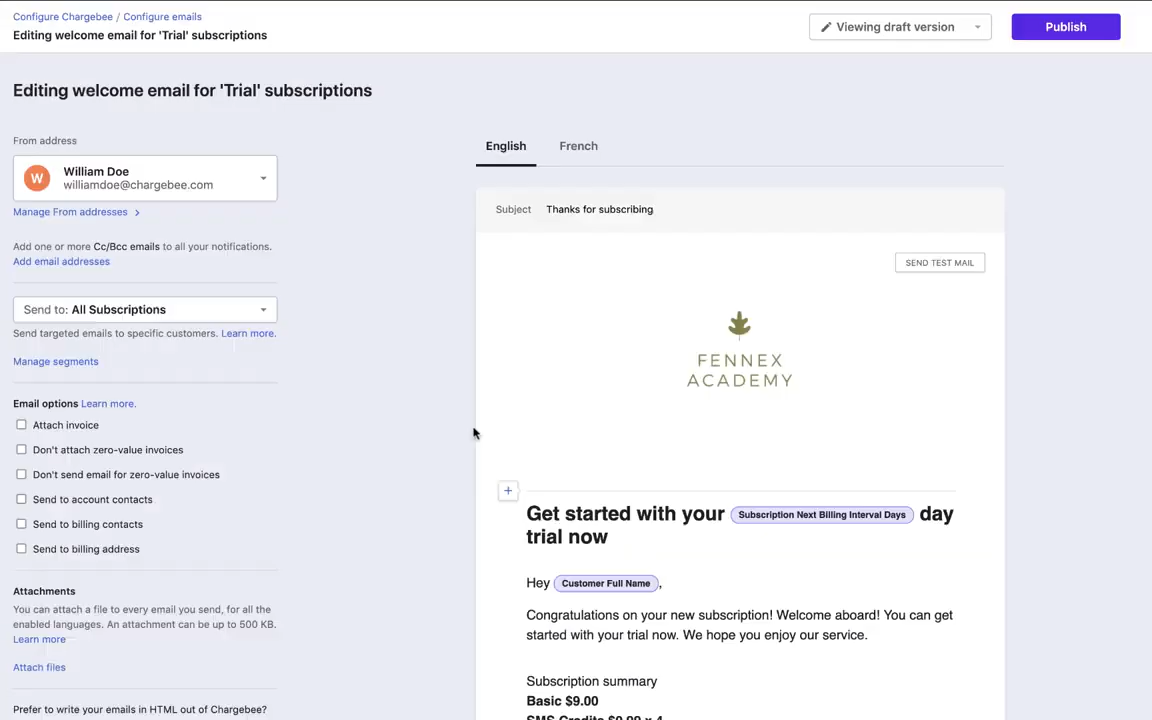 Configure Chargebee / Configure emails
Editing welcome email for 'Trial' subscriptions
Viewing draft version
Publish
Editing welcome email for 'Trial' subscriptions
From address
W
William Doe
williamdoe@chargebee.com
Manage From addresses
Add one or more Cc/Bcc emails to all your notifications.
Add email addresses
Send to: All Subscriptions
Send targeted emails to specific customers. Learn more.
Manage segments
Email options Learn more.
Attach invoice
Don't attach zero-value invoices
Don't send email for zero-value invoices
Send to account contacts
Send to billing contacts
Send to billing address
Attachments
You can attach a file to every email you send, for all the
enabled languages. An attachment can be up to 500 KB.
Learn more
Attach files
Prefer to write your emails in HTML out of Chargebee?
English French
Subject Thanks for subscribing
SEND TEST MAIL
FENNEX
ACADEMY
+
Get started with your Subscription Next Billing Interval Days day
trial now
Hey Customer Full Name,
Congratulations on your new subscription! Welcome aboard! You can get
started with your trial now. We hope you enjoy our service.
Subscription summary
Basic $9.00
SMS Credits $0.99 x 4